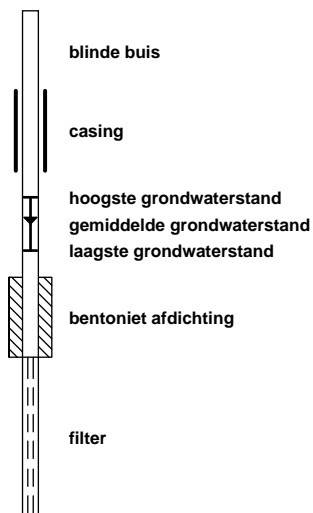 blinde buis
casing
hoogste grondwaterstand
gemiddelde grondwaterstand
laagste grondwaterstand
bentoniet afdichting
filter